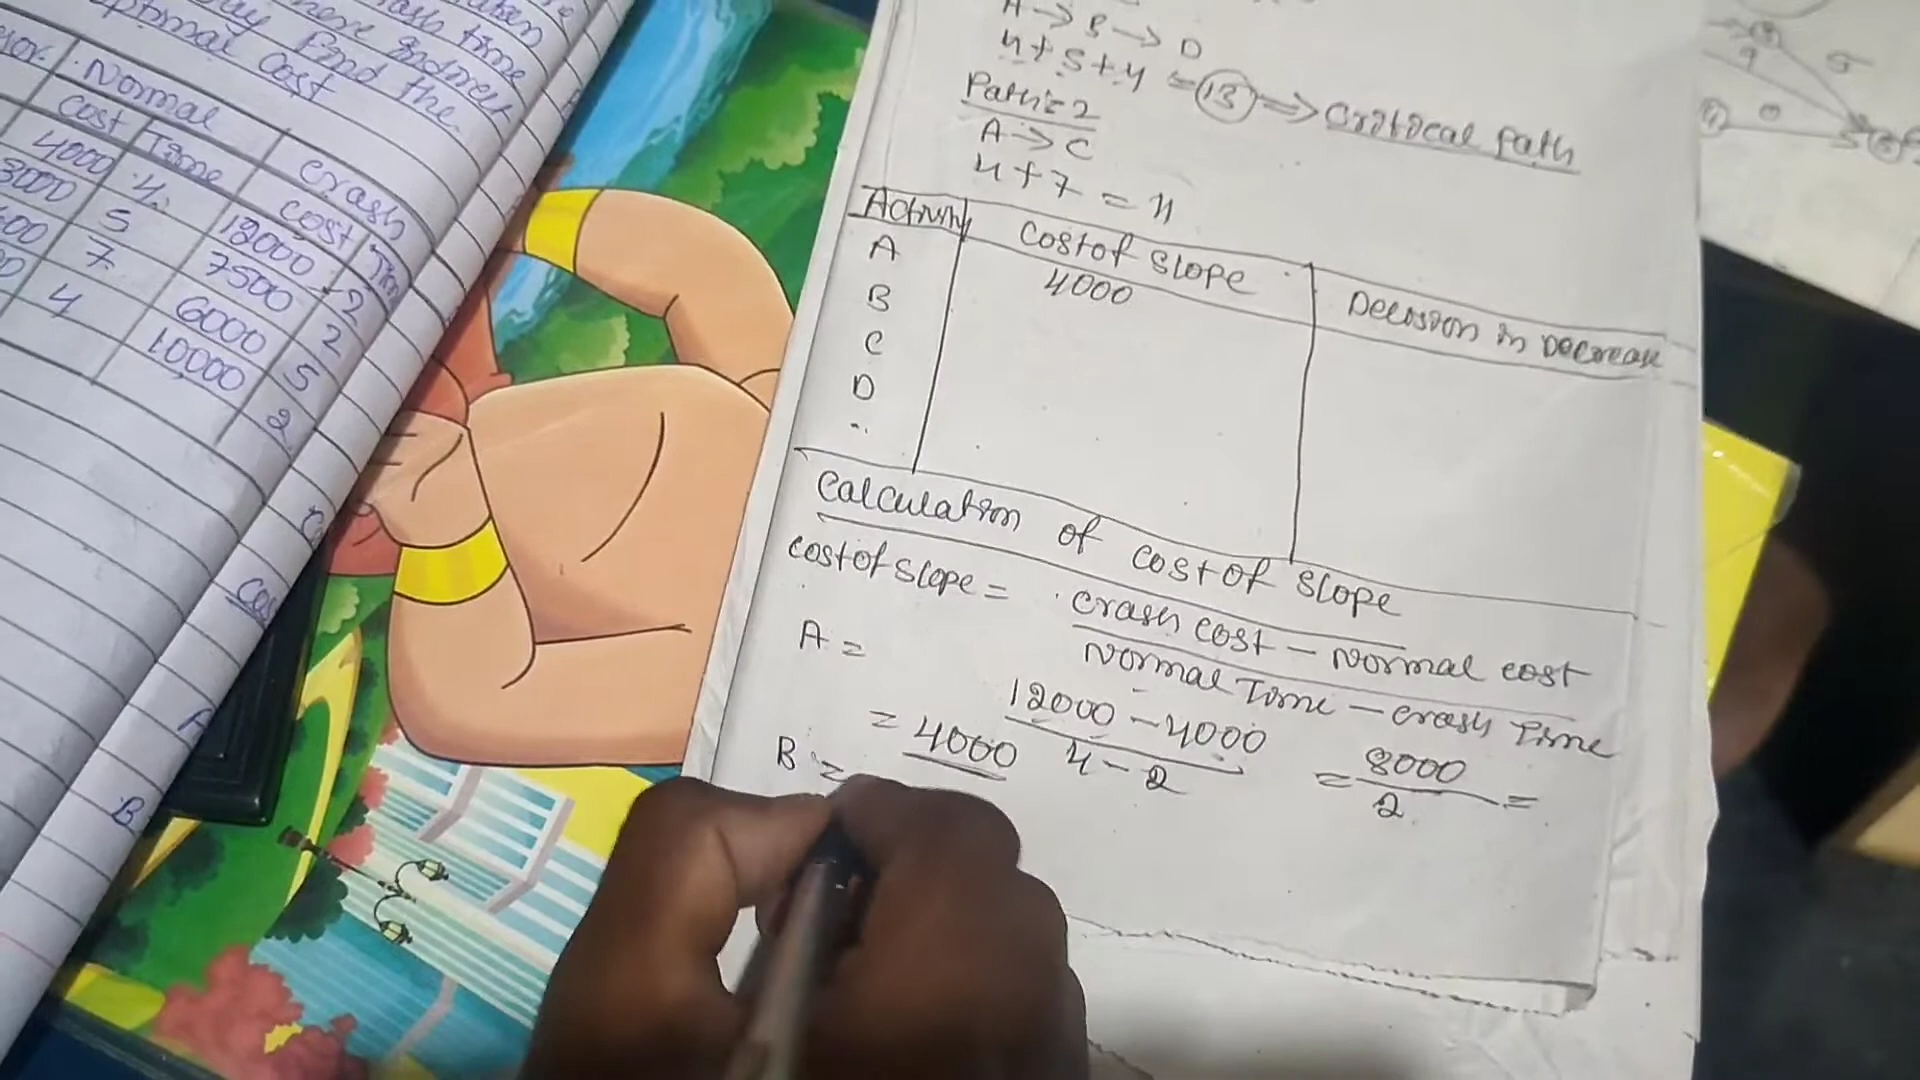 Find the
optimal cost
Normal
Crash
Cost Time
Cost
4000 4
12000 2
3000 5
7500 2
7
6000 5
4
10,000 2
A
B
A → B → D
4+5+4 = 13 ⇒ Critical Path
Path=2
A → C
4+7 = 11
Activity Cost of Slope Decision in Decrease
A 4000
B
C
D
Calculation of Cost of Slope
Cost of Slope = Crash Cost - Normal Cost
Normal Time - Crash Time
A =
12000 - 4000
4 - 2
= 8000
2 =
= 4000
B =